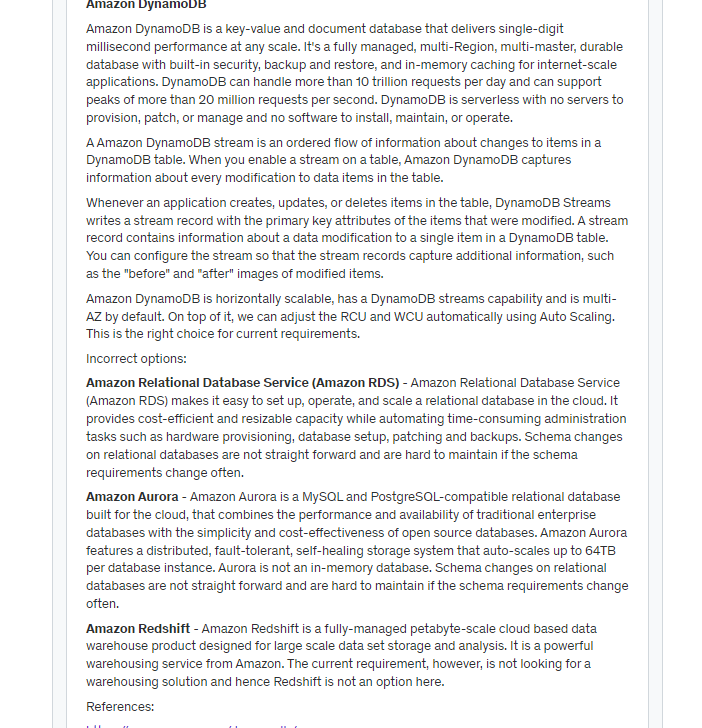 Amazon DynamoDB
Amazon DynamoDB is a key-value and document database that delivers single-digit
millisecond performance at any scale. It's a fully managed, multi-Region, multi-master, durable
database with built-in security, backup and restore, and in-memory caching for internet-scale
applications. DynamoDB can handle more than 10 trillion requests per day and can support
peaks of more than 20 million requests per second. DynamoDB is serverless with no servers to
provision, patch, or manage and no software to install, maintain, or operate.
A Amazon DynamoDB stream is an ordered flow of information about changes to items in a
DynamoDB table. When you enable a stream on a table, Amazon DynamoDB captures
information about every modification to data items in the table.
Whenever an application creates, updates, or deletes items in the table, DynamoDB Streams
writes a stream record with the primary key attributes of the items that were modified. A stream
record contains information about a data modification to a single item in a DynamoDB table.
You can configure the stream so that the stream records capture additional information, such
as the "before" and "after" images of modified items.
Amazon DynamoDB is horizontally scalable, has a DynamoDB streams capability and is multi-
AZ by default. On top of it, we can adjust the RCU and WCU automatically using Auto Scaling.
This is the right choice for current requirements.
Incorrect options:
Amazon Relational Database Service (Amazon RDS) - Amazon Relational Database Service
(Amazon RDS) makes it easy to set up, operate, and scale a relational database in the cloud. It
provides cost-efficient and resizable capacity while automating time-consuming administration
tasks such as hardware provisioning, database setup, patching and backups. Schema changes
on relational databases are not straight forward and are hard to maintain if the schema
requirements change often.
Amazon Aurora - Amazon Aurora is a MySQL and PostgreSQL-compatible relational database
built for the cloud, that combines the performance and availability of traditional enterprise
databases with the simplicity and cost-effectiveness of open source databases. Amazon Aurora
features a distributed, fault-tolerant, self-healing storage system that auto-scales up to 64TB
per database instance. Aurora is not an in-memory database. Schema changes on relational
databases are not straight forward and are hard to maintain if the schema requirements change
often.
Amazon Redshift - Amazon Redshift is a fully-managed petabyte-scale cloud based data
warehouse product designed for large scale data set storage and analysis. It is a powerful
warehousing service from Amazon. The current requirement, however, is not looking for a
warehousing solution and hence Redshift is not an option here.
References: